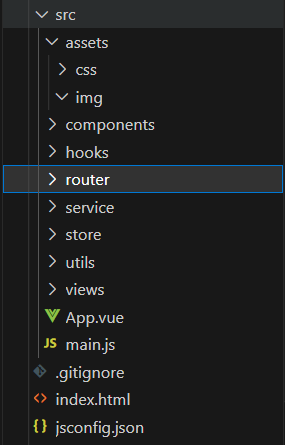 src
assets
css
img
components
hooks
router
service
store
utils
views
App.vue
JS main.js
.gitignore
index.html
{} jsconfig.json